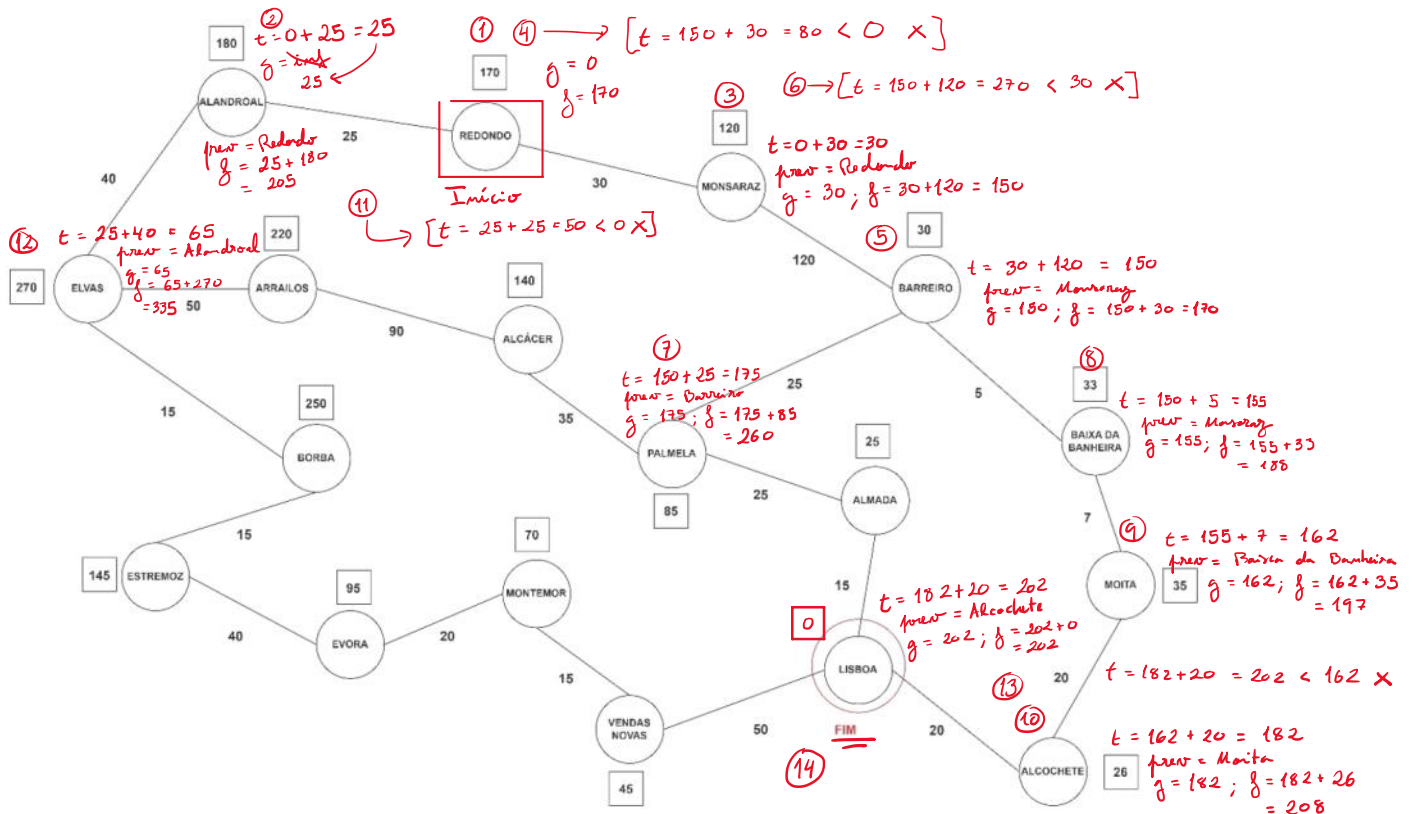 ②
t = 0 + 25 = 25
g = inf
25
180
ALANDROAL
prev = Redondo
f = 25 + 180
= 205
25
40
① ④ → [t = 150 + 30 = 80 < 0 X]
170
g = 0
f = 170
REDONDO
Início
30
⑥ → [t = 150 + 120 = 270 < 30 X]
③
120
MONSARAZ
t = 0 + 30 = 30
prev = Redondo
g = 30 ; f = 30 + 120 = 150
120
⑪ → [t = 25 + 25 = 50 < 0 X]
⑫ t = 25 + 40 = 65
prev = Alandroal
g = 65
f = 65 + 270
= 335
270
ELVAS
50
220
ARRAILOS
90
140
ALCÁCER
35
⑤
30
BARREIRO
t = 30 + 120 = 150
prev = Monsaraz
g = 150 ; f = 150 + 30 = 170
25
5
⑦
t = 150 + 25 = 175
prev = Barreiro
g = 175 ; f = 175 + 85
= 260
PALMELA
85
25
⑧
33
BAIXA DA
BANHEIRA
t = 150 + 5 = 155
prev = Monsaraz
g = 155 ; f = 155 + 33
= 188
7
15
250
BORBA
15
25
ALMADA
15
145
ESTREMOZ
40
95
EVORA
20
70
MONTEMOR
15
⑨
MOITA
35
t = 155 + 7 = 162
prev = Baixa da Banheira
g = 162 ; f = 162 + 35
= 197
20
t = 182 + 20 = 202 < 162 X
0
LISBOA
t = 182 + 20 = 202
prev = Alcochete
g = 202 ; f = 202 + 0
= 202
FIM
⑭
20
VENDAS
NOVAS
45
50
⑬
⑩
ALCOCHETE
26
t = 162 + 20 = 182
prev = Moita
g = 182 ; f = 182 + 26
= 208